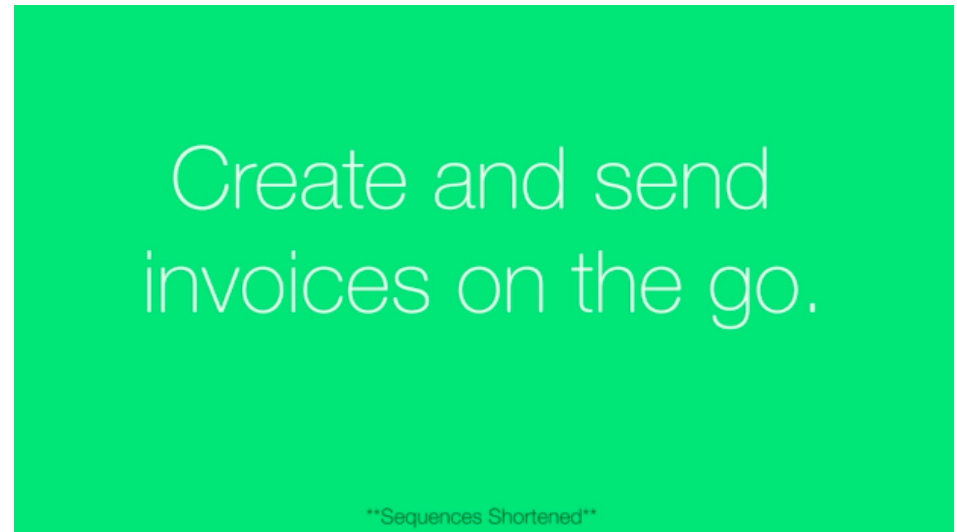 Create and send
invoices on the go.
**Sequences Shortened**